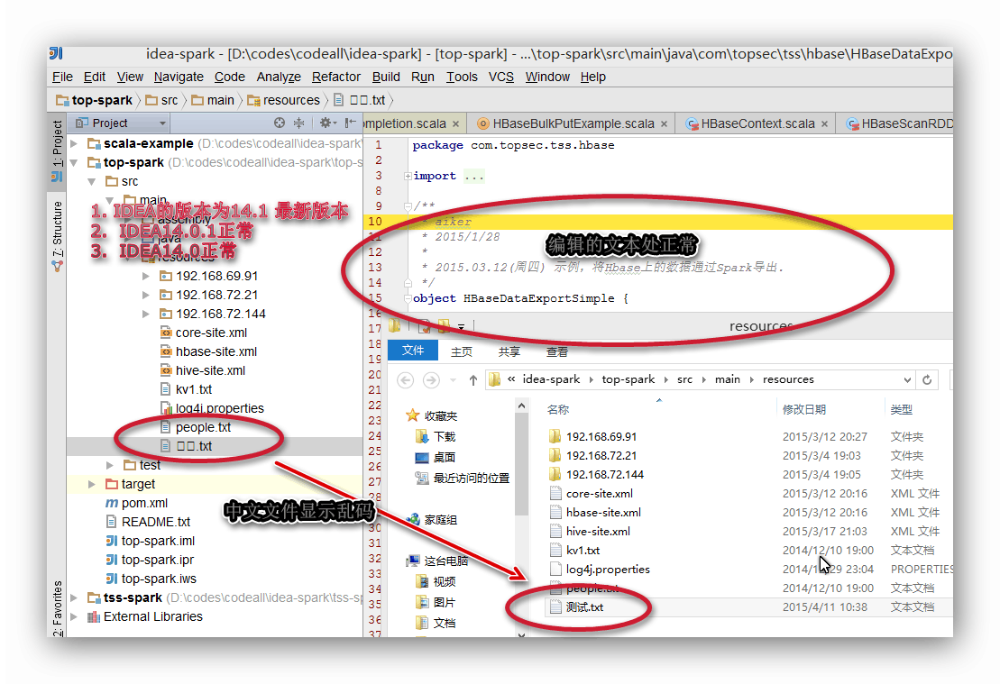 idea-spark - [D:\codes\codeall\idea-spark] - [top-spark] - ...\top-spark\src\main\java\com\topsec\tss\hbase\HBaseDataExpo
File Edit View Navigate Code Analyze Refactor Build Run Tools VCS Window Help
top-spark src main resources □□.txt
Project
ompletion.scala × HBaseBulkPutExample.scala × HBaseContext.scala × HBaseScanRDD
1: Project
Z: Structure
2: Favorites
scala-example (D:\codes\codeall\idea-spark\
top-spark (D:\codes\codeall\idea-spark\top-s
src
main
assembly
java
resources
192.168.69.91
192.168.72.21
192.168.72.144
core-site.xml
hbase-site.xml
hive-site.xml
kv1.txt
log4j.properties
people.txt
□□.txt
test
target
pom.xml
README.txt
top-spark.iml
top-spark.ipr
top-spark.iws
tss-spark (D:\codes\codeall\idea-spark\tss-sp
External Libraries
1. IDEA的版本为14.1 最新版本
2. IDEA14.0.1正常
3. IDEA14.0正常
中文文件显示乱码
1 package com.topsec.tss.hbase
2
3 import ...
8
9 /**
10 * aiker
11 * 2015/1/28
12 *
13 * 2015.03.12(周四) 示例，将Hbase上的数据通过Spark导出.
14 */
15 object HBaseDataExportSimple {
编辑的文本处正常
16
17
18
19
20
21
22
23
24
25
26
27
28
29
30
31
32
33
34
35
36
37
resources
文件 主页 共享 查看
« idea-spark top-spark src main resources
收藏夹
下载
桌面
最近访问的位置
家庭组
这台电脑
视频
图片
文档
名称 修改日期 类型
192.168.69.91 2015/3/12 20:27 文件夹
192.168.72.21 2015/3/4 19:03 文件夹
192.168.72.144 2015/3/4 19:05 文件夹
core-site.xml 2015/3/12 20:16 XML 文件
hbase-site.xml 2015/3/12 20:16 XML 文件
hive-site.xml 2015/3/17 21:03 XML 文件
kv1.txt 2014/12/10 19:00 文本文档
log4j.properties 23:04 PROPERTIES
people.txt 2014/12/10 19:00 文本文档
测试.txt 2015/4/11 10:38 文本文档